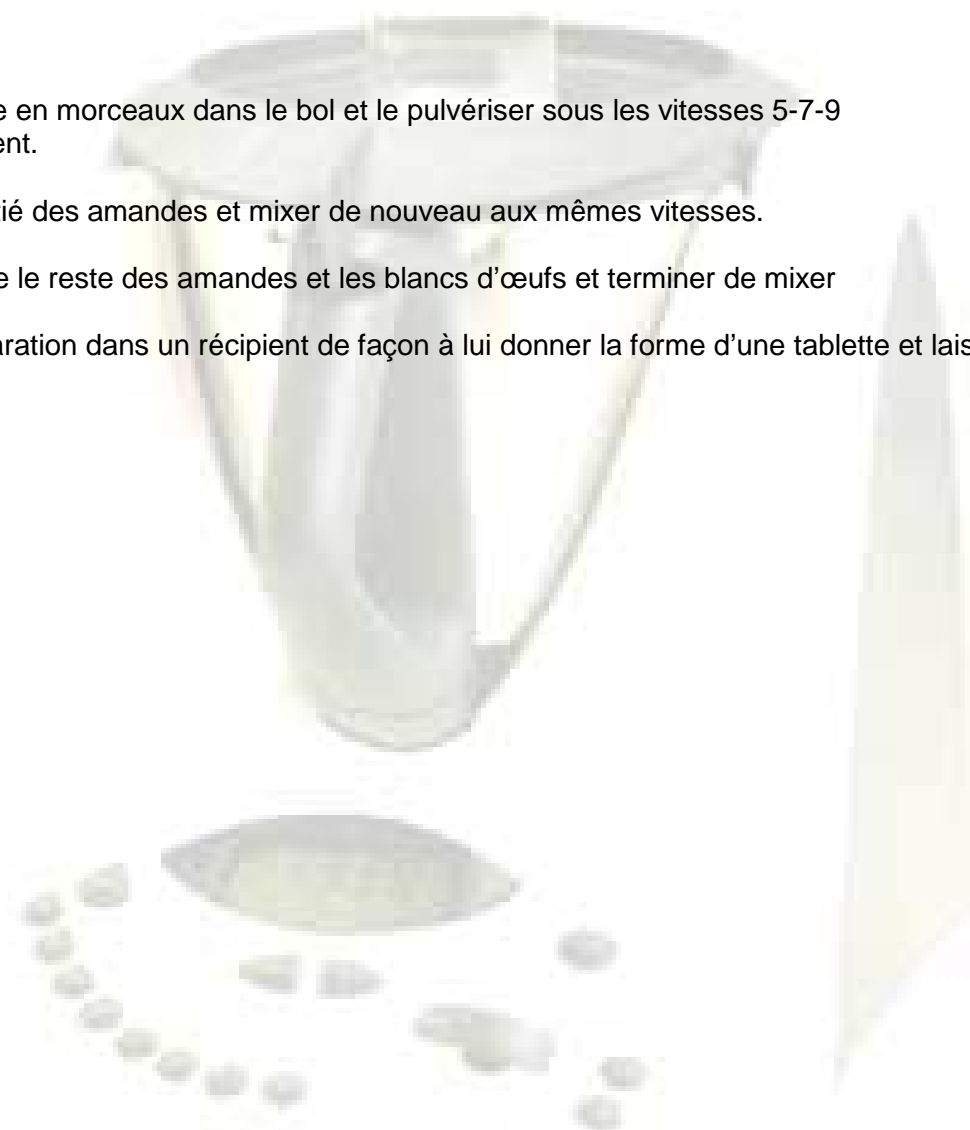 e en morceaux dans le bol et le pulvériser sous les vitesses 5-7-9
ent.
tié des amandes et mixer de nouveau aux mêmes vitesses.
e le reste des amandes et les blancs d’œufs et terminer de mixer
aration dans un récipient de façon à lui donner la forme d’une tablette et lais